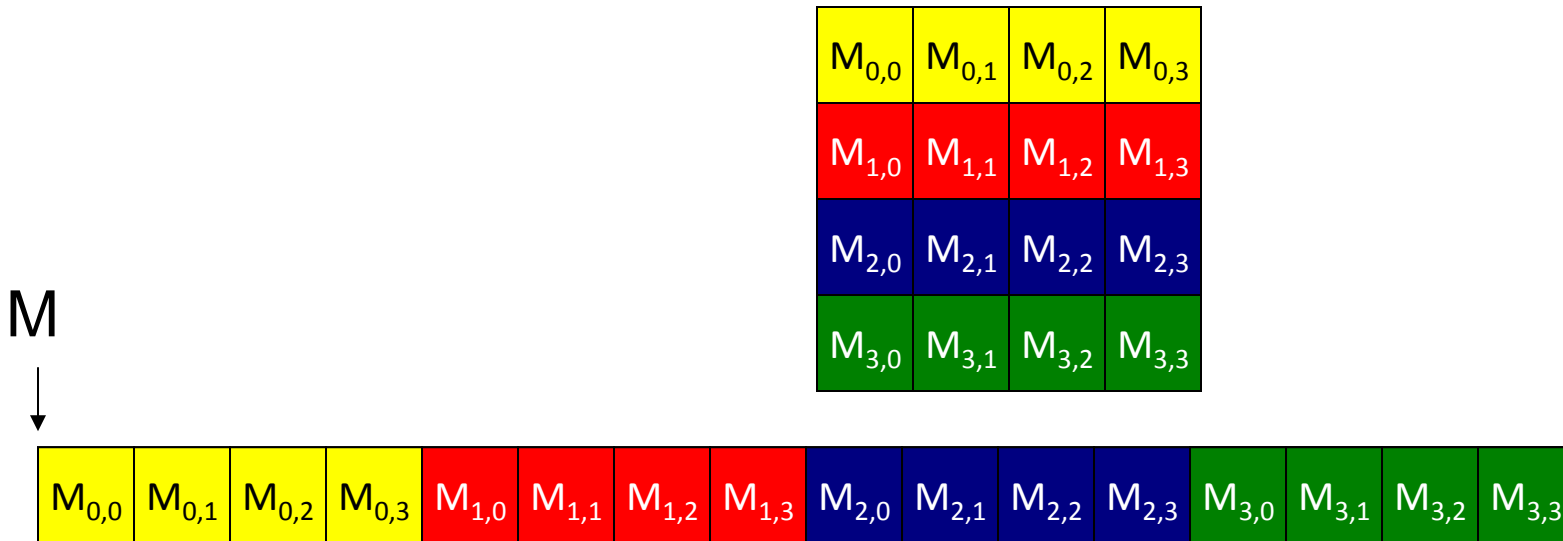 M₀,₀ M₀,₁ M₀,₂ M₀,₃
M₁,₀ M₁,₁ M₁,₂ M₁,₃
M₂,₀ M₂,₁ M₂,₂ M₂,₃
M₃,₀ M₃,₁ M₃,₂ M₃,₃
M
M₀,₀ M₀,₁ M₀,₂ M₀,₃ M₁,₀ M₁,₁ M₁,₂ M₁,₃ M₂,₀ M₂,₁ M₂,₂ M₂,₃ M₃,₀ M₃,₁ M₃,₂ M₃,₃